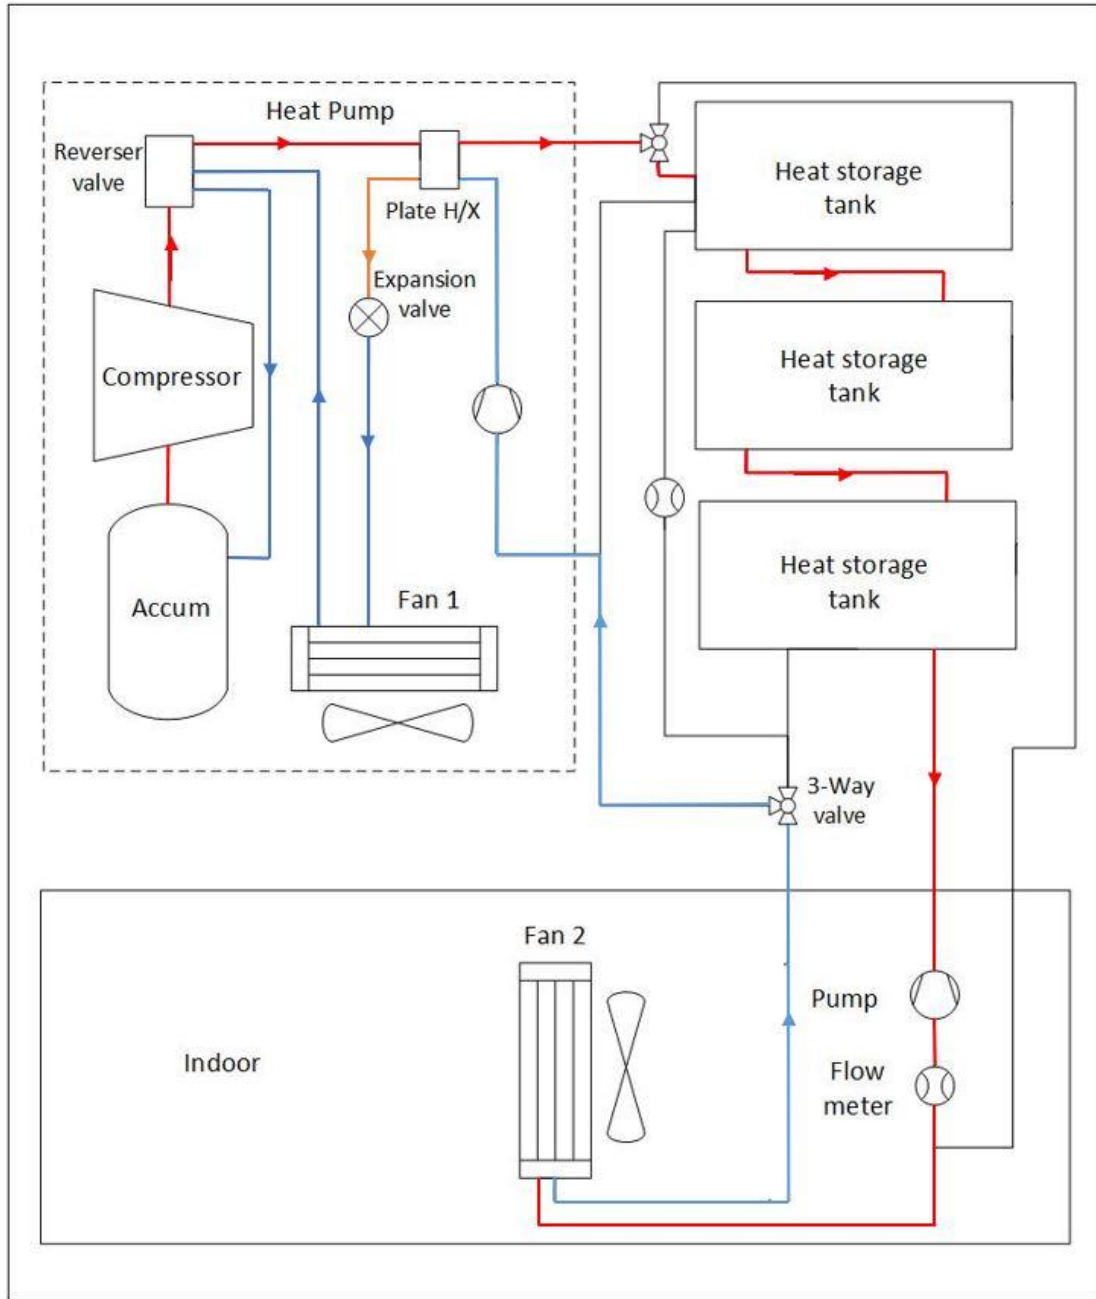 Heat Pump
Reverser
valve
Plate H/X
Expansion
valve
Compressor
Accum
Fan 1
Heat storage
tank
Heat storage
tank
Heat storage
tank
3-Way
valve
Fan 2
Pump
Indoor
Flow
meter